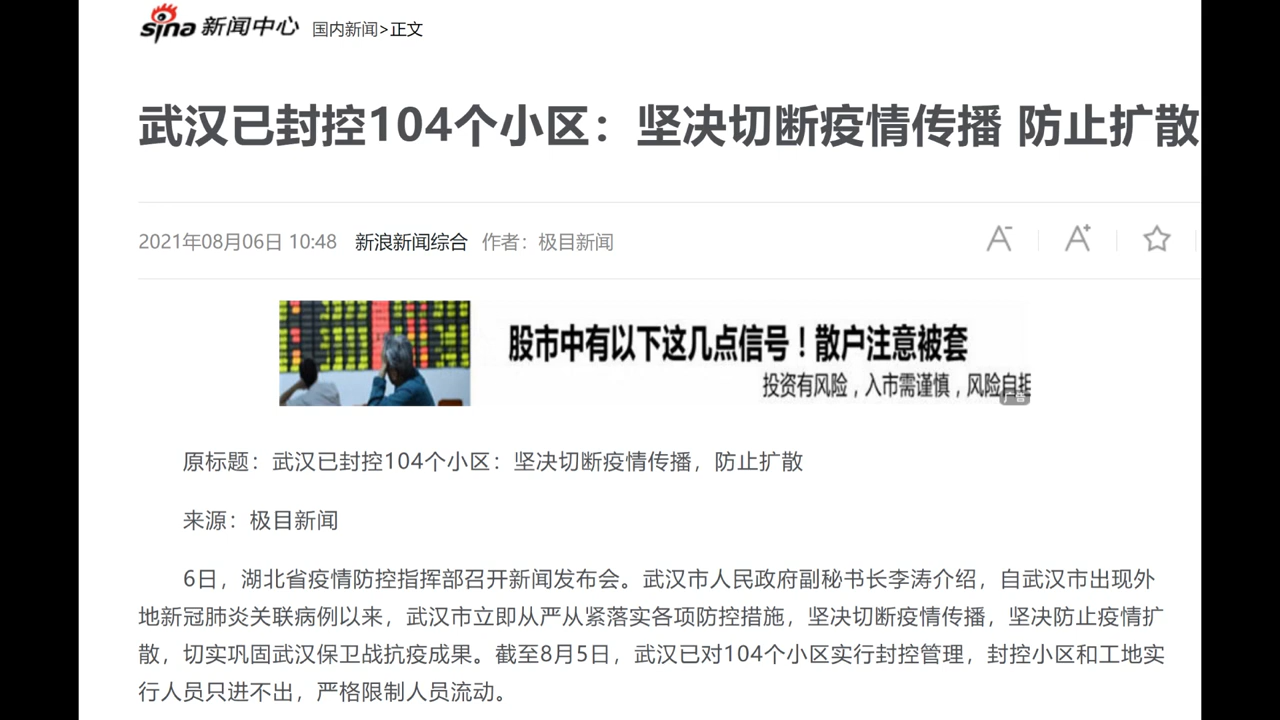 sina 新闻中心 国内新闻>正文
武汉已封控104个小区：坚决切断疫情传播 防止扩散
2021年08月06日 10:48 新浪新闻综合 作者：极目新闻 A- A+
股市中有以下这几点信号！散户注意被套
投资有风险，入市需谨慎，风险自担
广告
原标题：武汉已封控104个小区：坚决切断疫情传播，防止扩散
来源：极目新闻
6日，湖北省疫情防控指挥部召开新闻发布会。武汉市人民政府副秘书长李涛介绍，自武汉市出现外
地新冠肺炎关联病例以来，武汉市立即从严从紧落实各项防控措施，坚决切断疫情传播，坚决防止疫情扩
散，切实巩固武汉保卫战抗疫成果。截至8月5日，武汉已对104个小区实行封控管理，封控小区和工地实
行人员只进不出，严格限制人员流动。